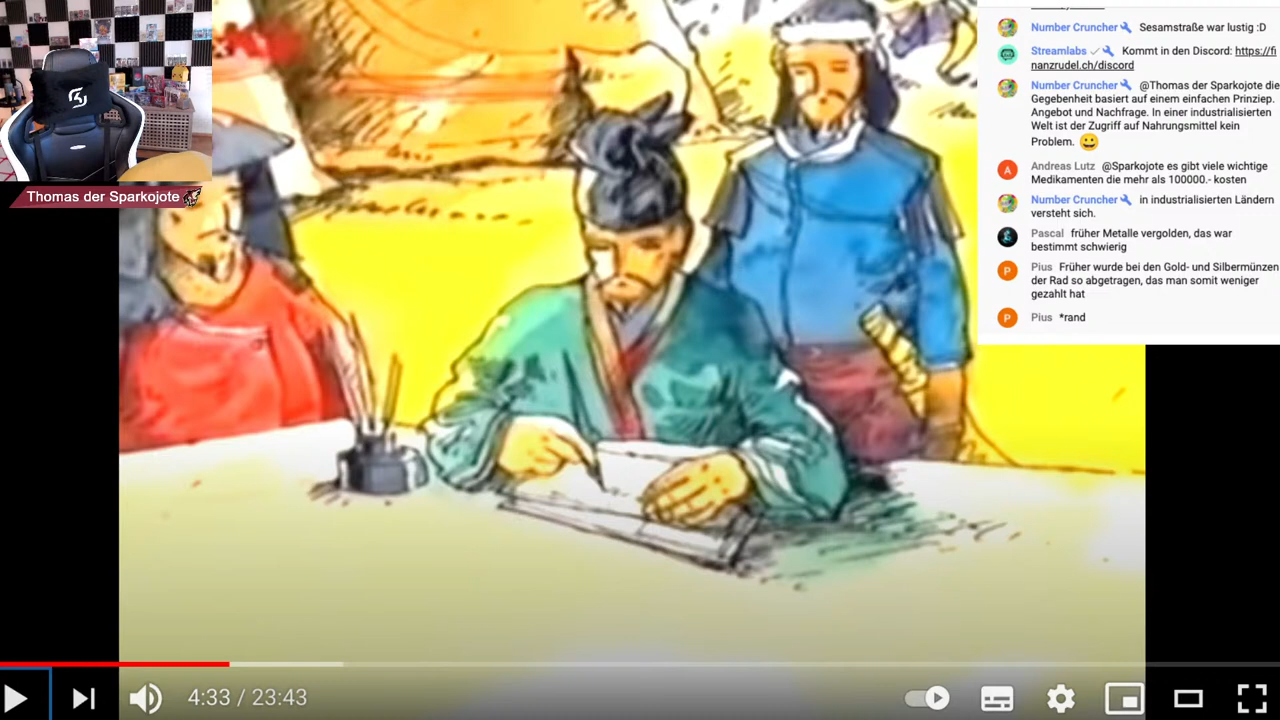 Number Cruncher Sesamstraße war lustig :D
Streamlabs Kommt in den Discord: https://fi
nanzrudel.ch/discord
Number Cruncher @Thomas der Sparkojote die
Gegebenheit basiert auf einem einfachen Prinziep.
Angebot und Nachfrage. In einer industrialisierten
Welt ist der Zugriff auf Nahrungsmittel kein
Problem. 😀
A Andreas Lutz @Sparkojote es gibt viele wichtige
Medikamenten die mehr als 100000.- kosten
Number Cruncher in industrialisierten Ländern
versteht sich.
Pascal früher Metalle vergolden, das war
bestimmt schwierig
P Pius Früher wurde bei den Gold- und Silbermünzen
der Rad so abgetragen, das man somit weniger
gezahlt hat
P Pius *rand
Thomas der Sparkojote
4:33 / 23:43